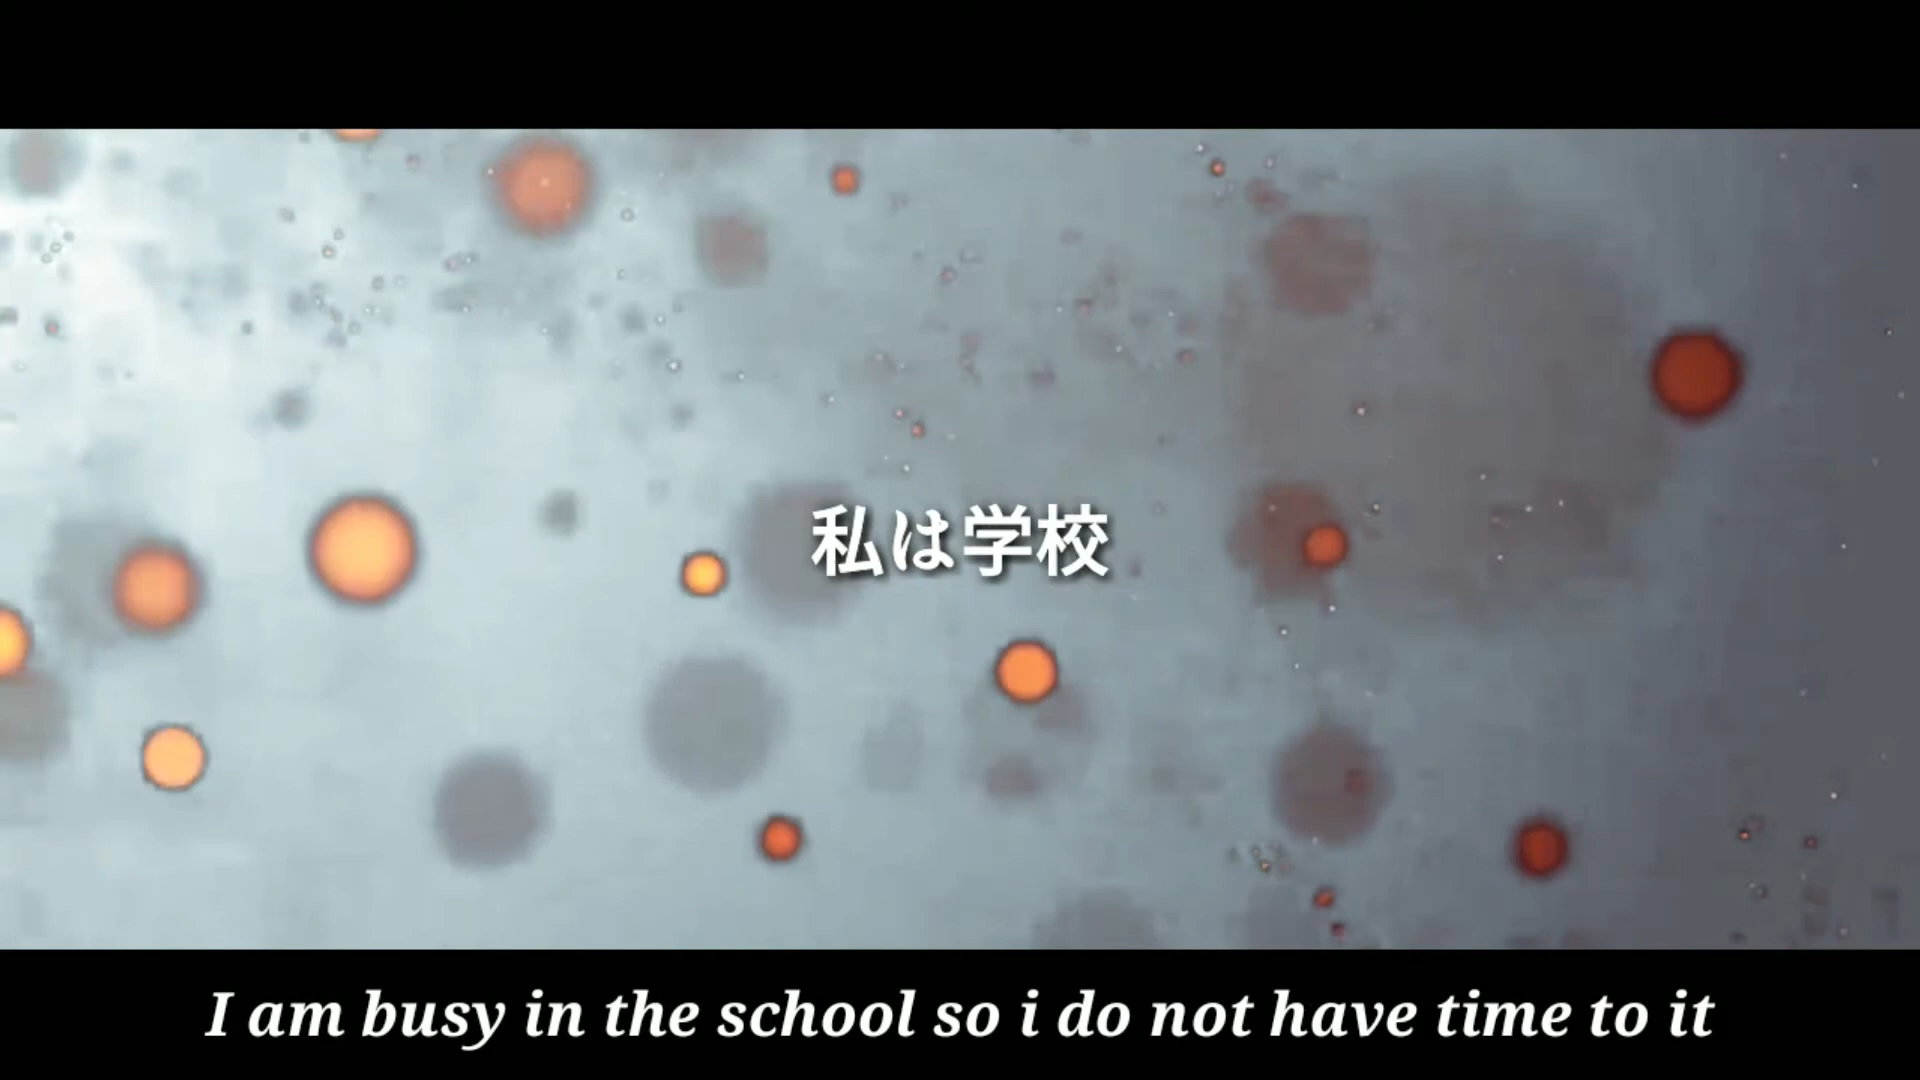 私は学校
I am busy in the school so i do not have time to it